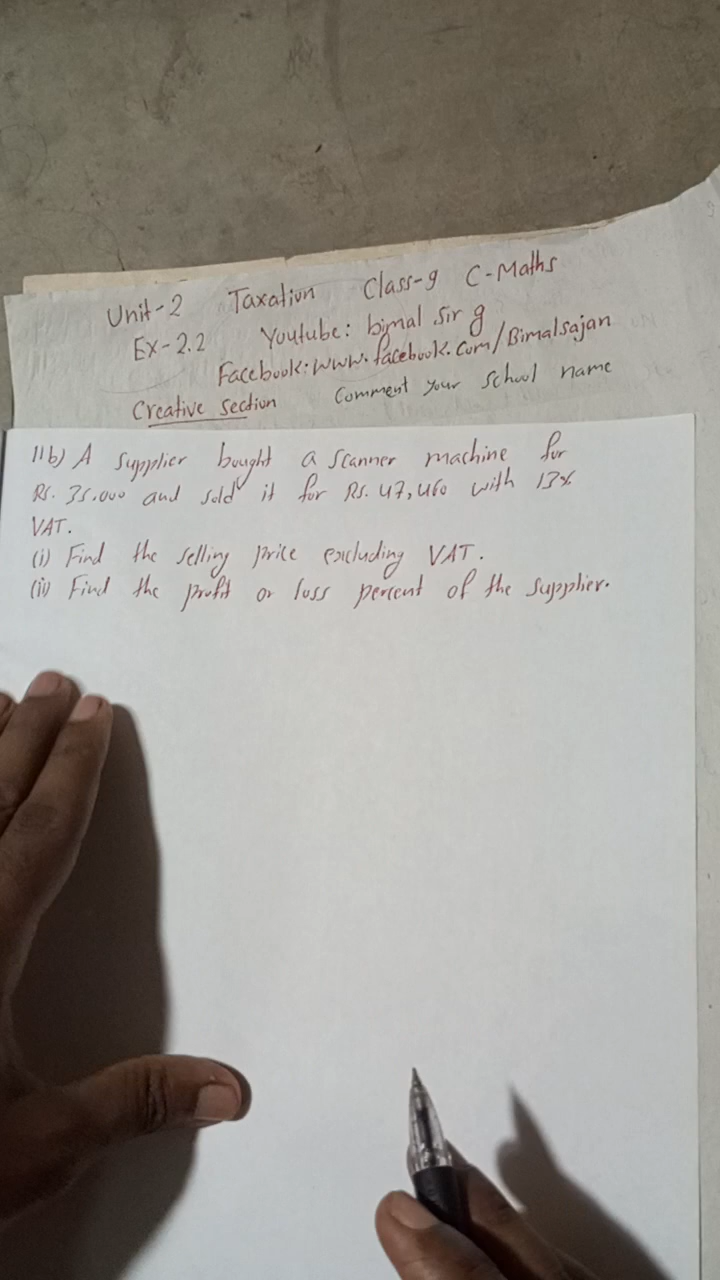 Unit-2 Taxation Class-9 C-Maths
Ex-2.2 Youtube: bimal sir g
Facebook: www.facebook.com/Bimalsajan
Creative section Comment your school name
11b) A supplier bought a scanner machine for
Rs. 35,000 and sold it for Rs. 47,460 with 13%
VAT.
(i) Find the selling price excluding VAT.
(ii) Find the profit or loss percent of the supplier.